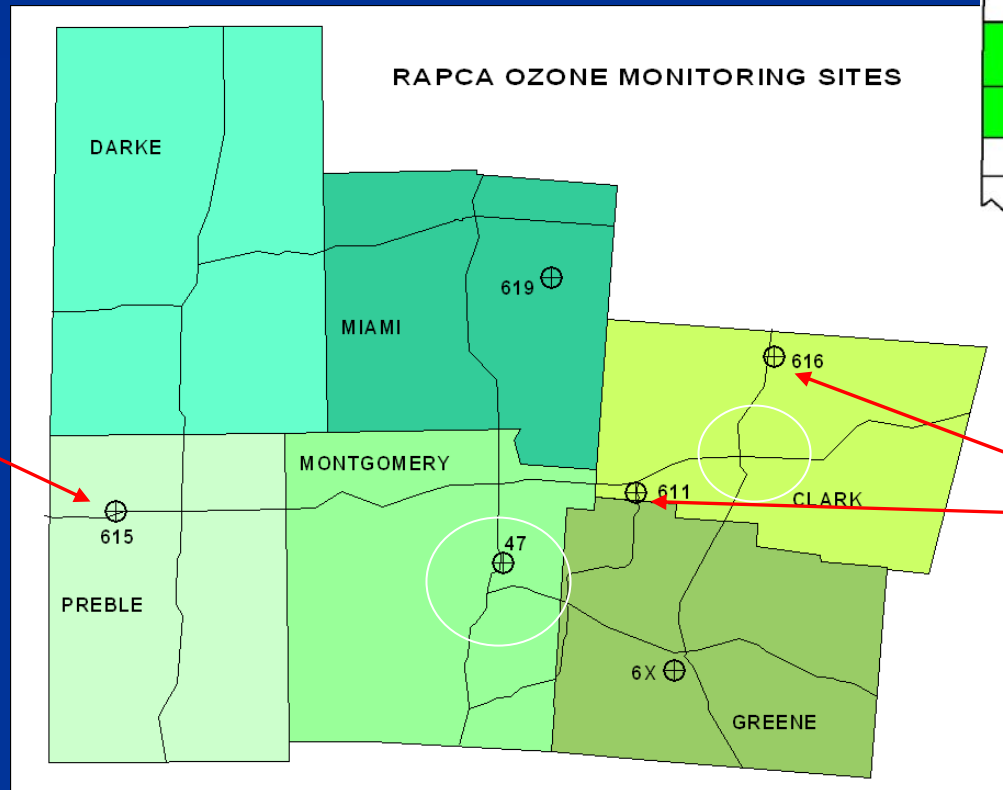 RAPCA OZONE MONITORING SITES
DARKE
619
MIAMI
616
MONTGOMERY
611
CLARK
615
47
PREBLE
6X
GREENE